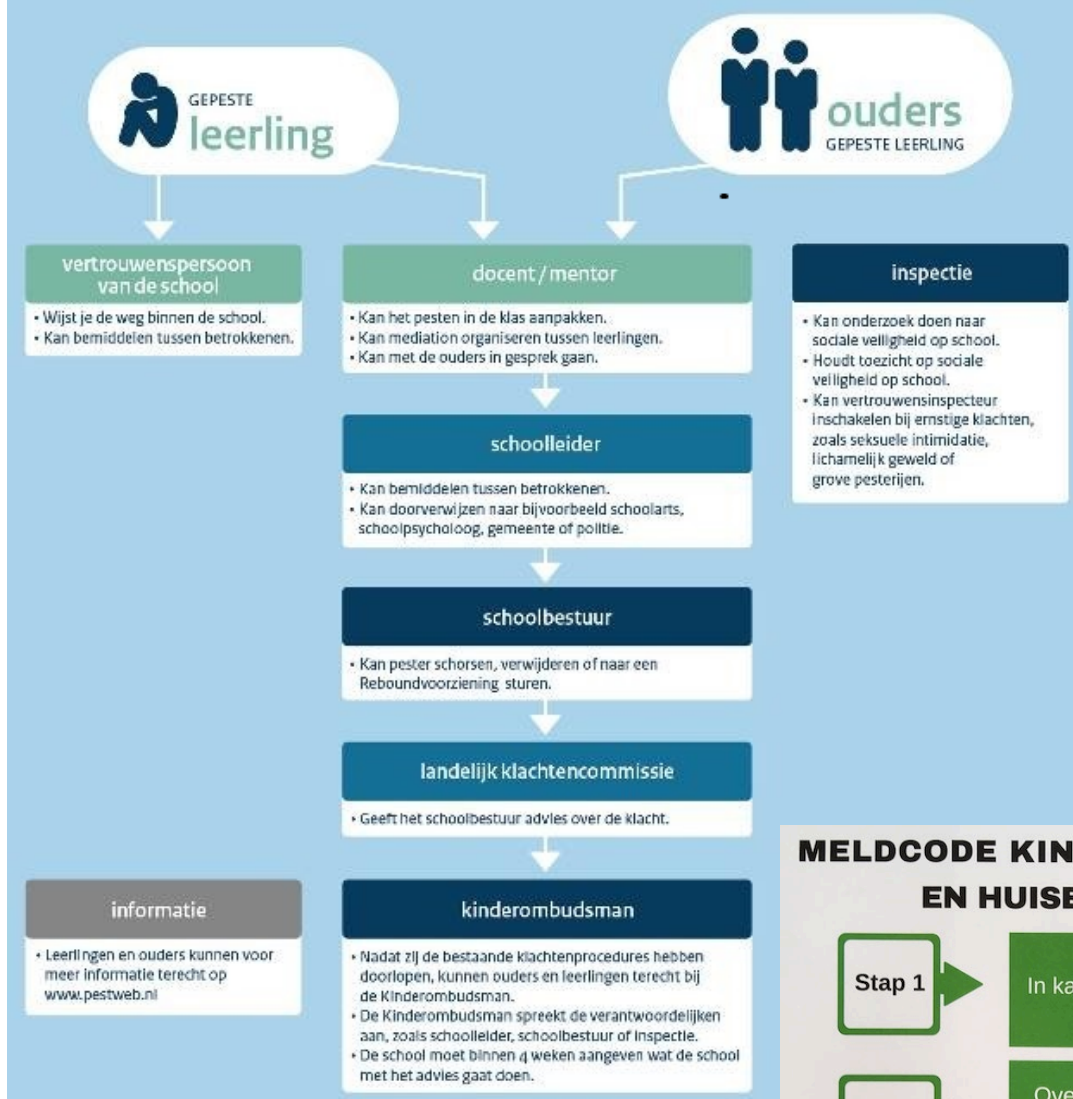 GEPESTE
leerling
ouders
GEPESTE LEERLING
vertrouwenspersoon
van de school
• Wijst je de weg binnen de school.
• Kan bemiddelen tussen betrokkenen.
docent / mentor
• Kan het pesten in de klas aanpakken.
• Kan mediation organiseren tussen leerlingen.
• Kan met de ouders in gesprek gaan.
inspectie
• Kan onderzoek doen naar
sociale veiligheid op school.
• Houdt toezicht op sociale
veiligheid op school.
• Kan vertrouwensinspecteur
inschakelen bij ernstige klachten,
zoals seksuele intimidatie,
lichamelijk geweld of
grove pesterijen.
schoolleider
• Kan bemiddelen tussen betrokkenen.
• Kan doorverwijzen naar bijvoorbeeld schoolarts,
schoolpsycholoog, gemeente of politie.
schoolbestuur
• Kan pester schorsen, verwijderen of naar een
Reboundvoorziening sturen.
landelijk klachtencommissie
• Geeft het schoolbestuur advies over de klacht.
informatie
• Leerlingen en ouders kunnen voor
meer informatie terecht op
www.pestweb.nl
kinderombudsman
• Nadat zij de bestaande klachtenprocedures hebben
doorlopen, kunnen ouders en leerlingen terecht bij
de Kinderombudsman.
• De Kinderombudsman spreekt de verantwoordelijken
aan, zoals schoolleider, schoolbestuur of inspectie.
• De school moet binnen 4 weken aangeven wat de school
met het advies gaat doen.
MELDCODE KIN
EN HUISE
Stap 1
In ka
Ove